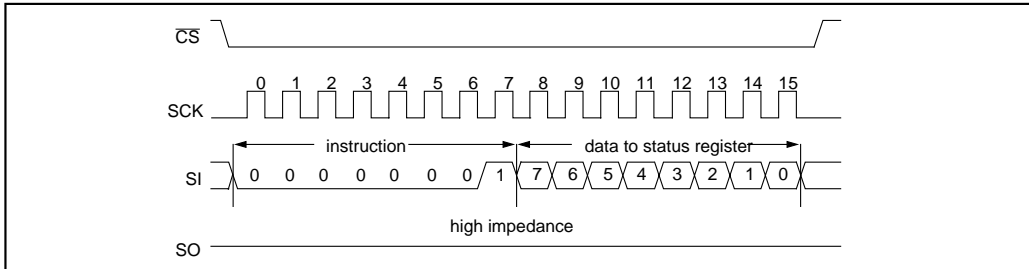 CS
0 1 2 3 4 5 6 7 8 9 10 11 12 13 14 15
SCK
instruction data to status register
SI 0 0 0 0 0 0 0 1 7 6 5 4 3 2 1 0
high impedance
SO